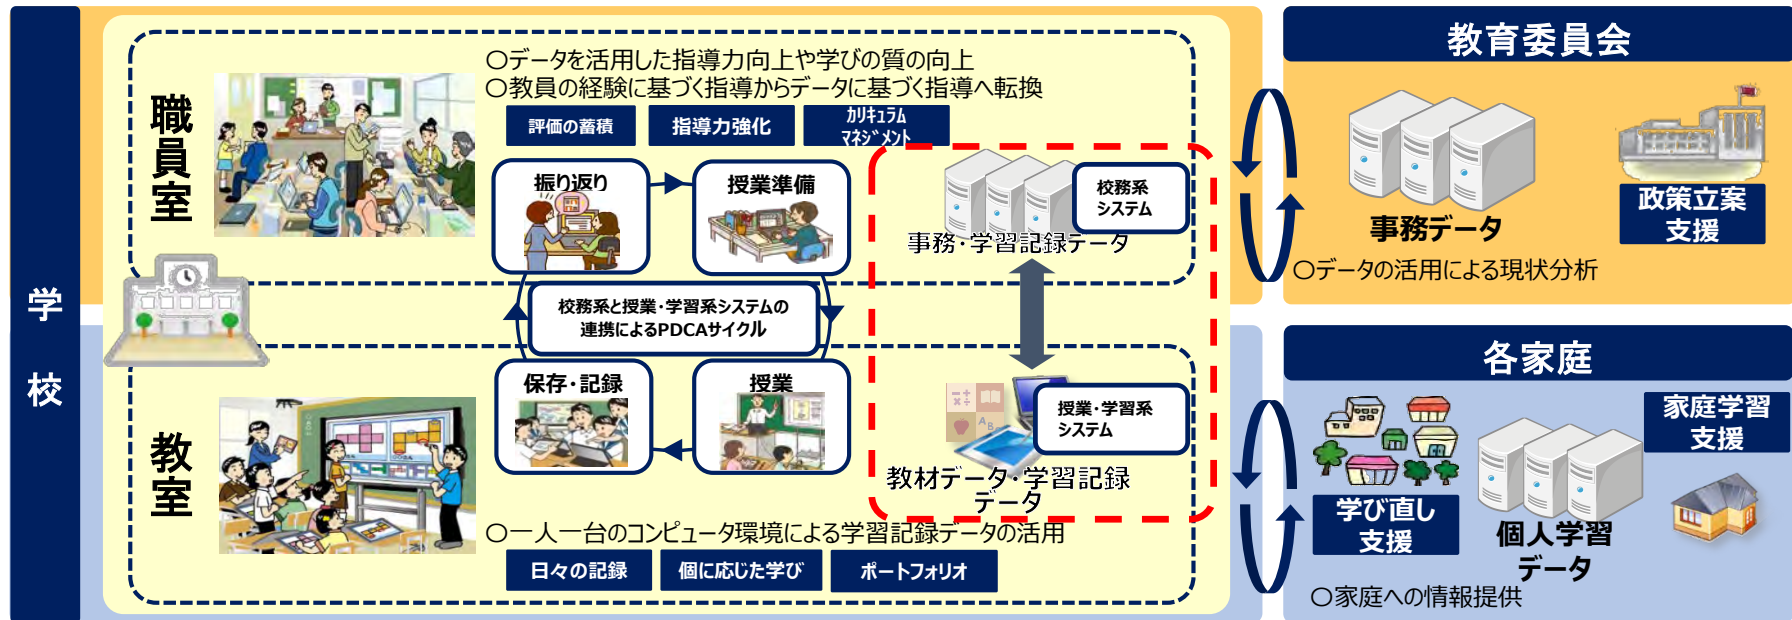 学校
職員室
○データを活用した指導力向上や学びの質の向上
○教員の経験に基づく指導からデータに基づく指導へ転換
評価の蓄積
指導力強化
カリキュラム
マネジメント
振り返り
授業準備
校務系と授業・学習系システムの
連携によるPDCAサイクル
保存・記録
授業
校務系
システム
事務・学習記録データ
授業・学習系
システム
教材データ・学習記録
データ
教室
○一人一台のコンピュータ環境による学習記録データの活用
日々の記録
個に応じた学び
ポートフォリオ
教育委員会
事務データ
政策立案
支援
○データの活用による現状分析
各家庭
家庭学習
支援
学び直し
支援
個人学習
データ
○家庭への情報提供